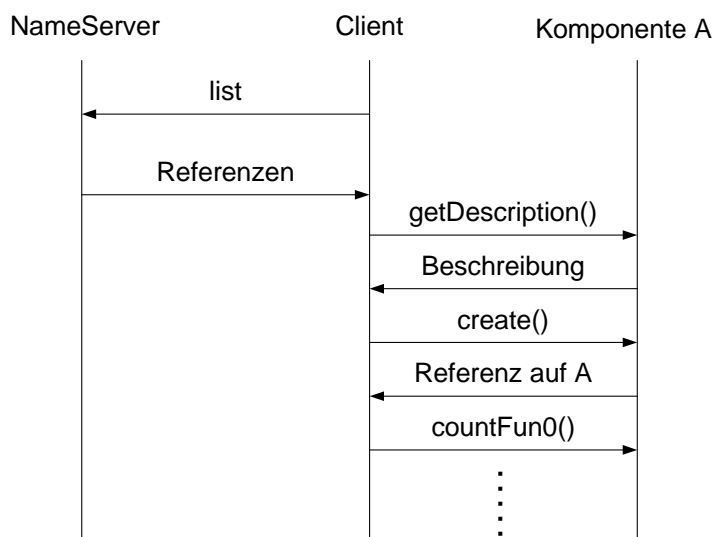 NameServer Client Komponente A
list
Referenzen
getDescription()
Beschreibung
create()
Referenz auf A
countFun0()